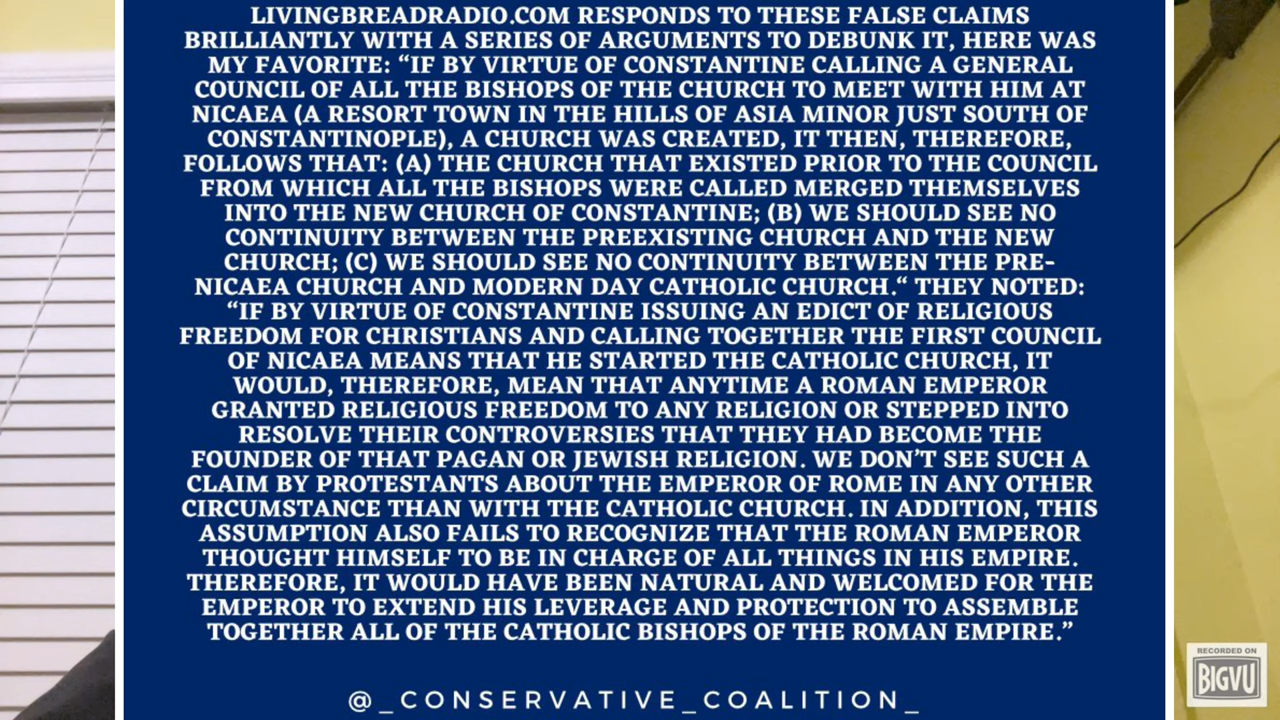 LIVINGBREADRADIO.COM RESPONDS TO THESE FALSE CLAIMS
BRILLIANTLY WITH A SERIES OF ARGUMENTS TO DEBUNK IT, HERE WAS
MY FAVORITE: “IF BY VIRTUE OF CONSTANTINE CALLING A GENERAL
COUNCIL OF ALL THE BISHOPS OF THE CHURCH TO MEET WITH HIM AT
NICAEA (A RESORT TOWN IN THE HILLS OF ASIA MINOR JUST SOUTH OF
CONSTANTINOPLE), A CHURCH WAS CREATED, IT THEN, THEREFORE,
FOLLOWS THAT: (A) THE CHURCH THAT EXISTED PRIOR TO THE COUNCIL
FROM WHICH ALL THE BISHOPS WERE CALLED MERGED THEMSELVES
INTO THE NEW CHURCH OF CONSTANTINE; (B) WE SHOULD SEE NO
CONTINUITY BETWEEN THE PREEXISTING CHURCH AND THE NEW
CHURCH; (C) WE SHOULD SEE NO CONTINUITY BETWEEN THE PRE-
NICAEA CHURCH AND MODERN DAY CATHOLIC CHURCH.“ THEY NOTED:
“IF BY VIRTUE OF CONSTANTINE ISSUING AN EDICT OF RELIGIOUS
FREEDOM FOR CHRISTIANS AND CALLING TOGETHER THE FIRST COUNCIL
OF NICAEA MEANS THAT HE STARTED THE CATHOLIC CHURCH, IT
WOULD, THEREFORE, MEAN THAT ANYTIME A ROMAN EMPEROR
GRANTED RELIGIOUS FREEDOM TO ANY RELIGION OR STEPPED INTO
RESOLVE THEIR CONTROVERSIES THAT THEY HAD BECOME THE
FOUNDER OF THAT PAGAN OR JEWISH RELIGION. WE DON’T SEE SUCH A
CLAIM BY PROTESTANTS ABOUT THE EMPEROR OF ROME IN ANY OTHER
CIRCUMSTANCE THAN WITH THE CATHOLIC CHURCH. IN ADDITION, THIS
ASSUMPTION ALSO FAILS TO RECOGNIZE THAT THE ROMAN EMPEROR
THOUGHT HIMSELF TO BE IN CHARGE OF ALL THINGS IN HIS EMPIRE.
THEREFORE, IT WOULD HAVE BEEN NATURAL AND WELCOMED FOR THE
EMPEROR TO EXTEND HIS LEVERAGE AND PROTECTION TO ASSEMBLE
TOGETHER ALL OF THE CATHOLIC BISHOPS OF THE ROMAN EMPIRE.”
@_CONSERVATIVE_COALITION_
RECORDED ON
BIGVU